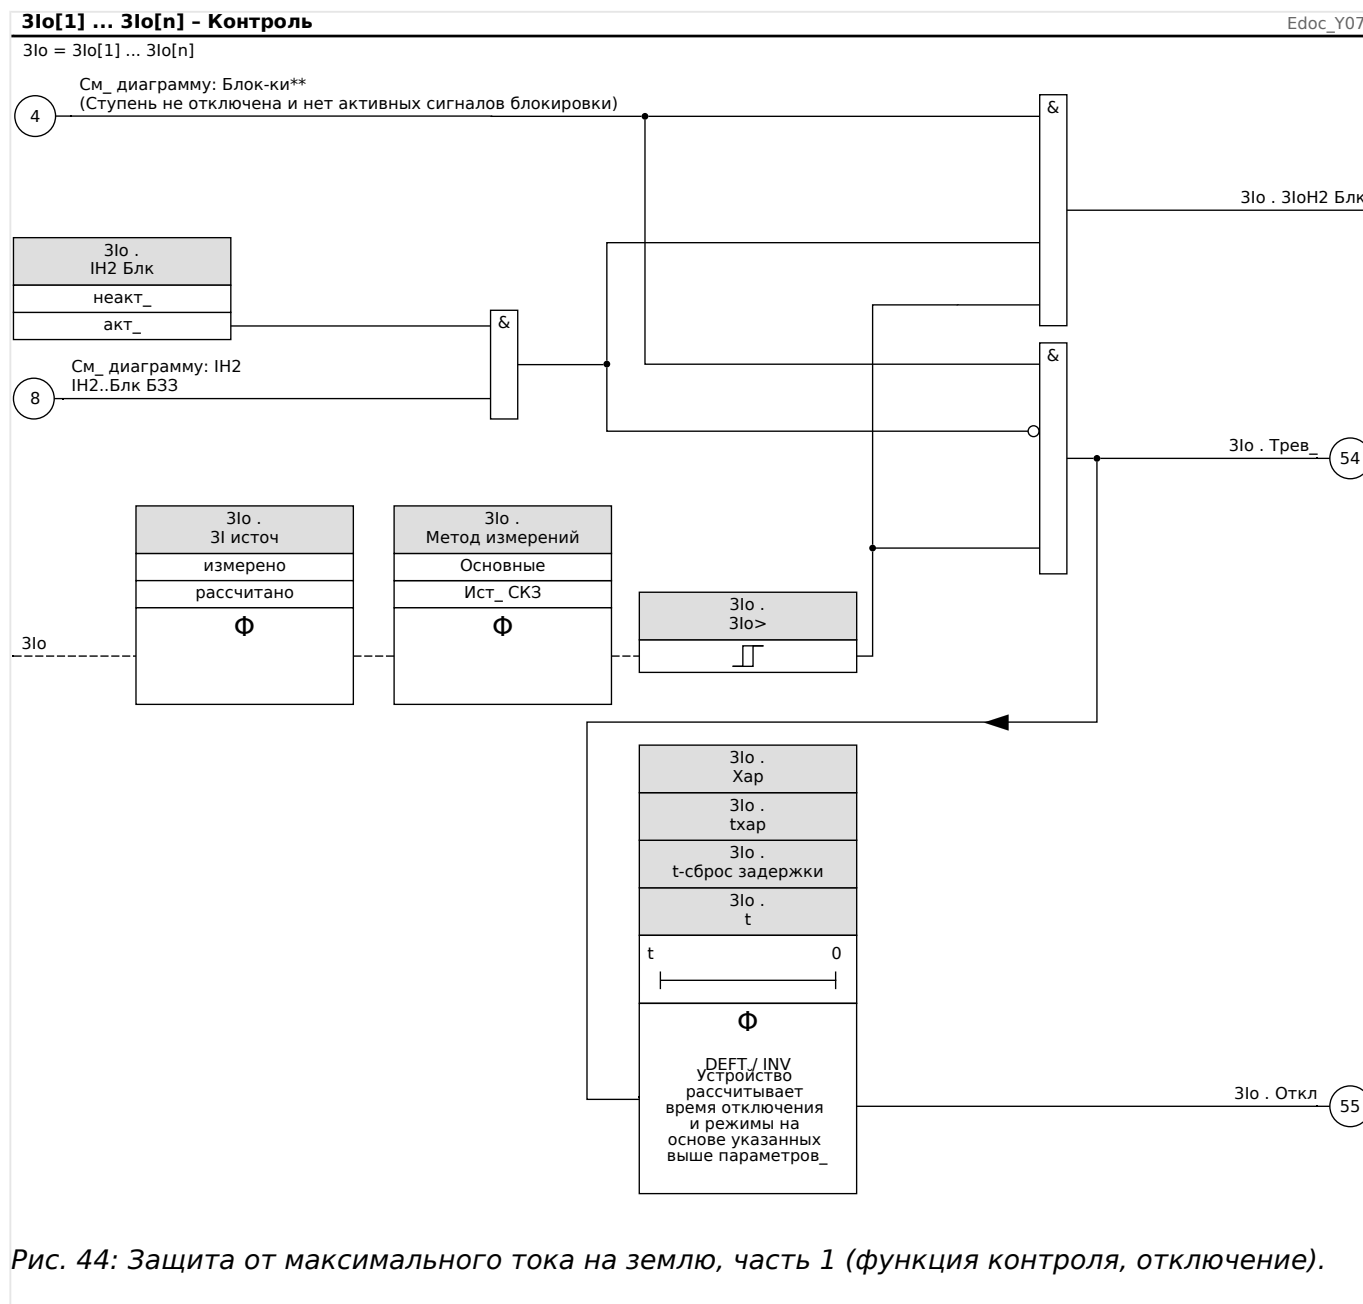 3Io[1] ... 3Io[n] – Контроль
Edoc_Y07
3Io = 3Io[1] ... 3Io[n]
См_ диаграмму: Блок-ки**
(Ступень не отключена и нет активных сигналов блокировки)
4
&
3Io . 3IoH2 Блк
3Io .
IH2 Блк
неакт_
акт_
&
См_ диаграмму: IH2
IH2..Блк БЗЗ
8
&
3Io . Трев_
54
3Io .
3I источ
измерено
рассчитано
Ф
3Io .
Метод измерений
Основные
Ист_ СКЗ
Ф
3Io .
3Io>
3Io
3Io .
Хар
3Io .
tхар
3Io .
t-сброс задержки
3Io .
t
t
0
Ф
DEFT / INV
Устройство
рассчитывает
время отключения
и режимы на
основе указанных
выше параметров_
3Io . Откл
55
Рис. 44: Защита от максимального тока на землю, часть 1 (функция контроля, отключение).